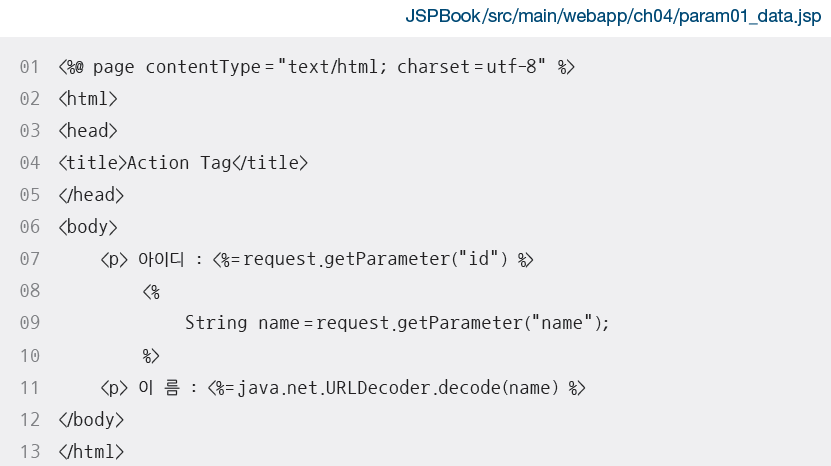 JSPBook/src/main/webapp/ch04/param01_data.jsp
01 <%@ page contentType="text/html; charset=utf-8" %>
02 <html>
03 <head>
04 <title>Action Tag</title>
05 </head>
06 <body>
07     <p> 아이디 : <%=request.getParameter("id") %>
08         <%
09             String name=request.getParameter("name");
10         %>
11     <p> 이 름 : <%=java.net.URLDecoder.decode(name) %>
12 </body>
13 </html>